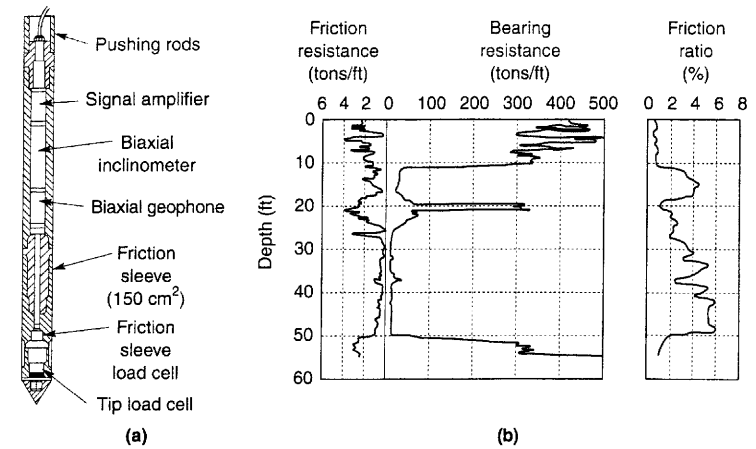 Pushing rods
Signal amplifier
Biaxial
inclinometer
Biaxial geophone
Friction
sleeve
(150 cm²)
Friction
sleeve
load cell
Tip load cell
(a)
Friction
resistance
(tons/ft)
Bearing
resistance
(tons/ft)
Friction
ratio
(%)
6 4 2 0 100 200 300 400 500
0 2 4 6 8
0
10
20
30
40
50
60
Depth (ft)
(b)